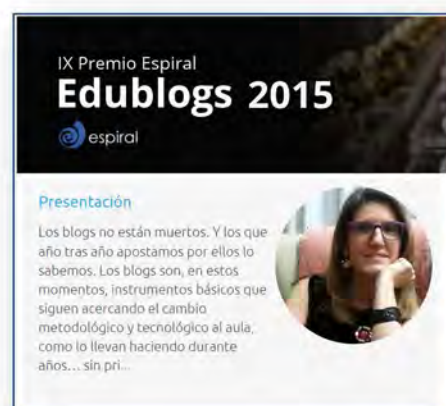 IX Premio Espiral
Edublogs 2015
espiral
Presentación
Los blogs no están muertos. Y los que
año tras año apostamos por ellos lo
sabemos. Los blogs son, en estos
momentos, instrumentos básicos que
siguen acercando el cambio
metodológico y tecnológico al aula,
como lo llevan haciendo durante
años... sin pri...